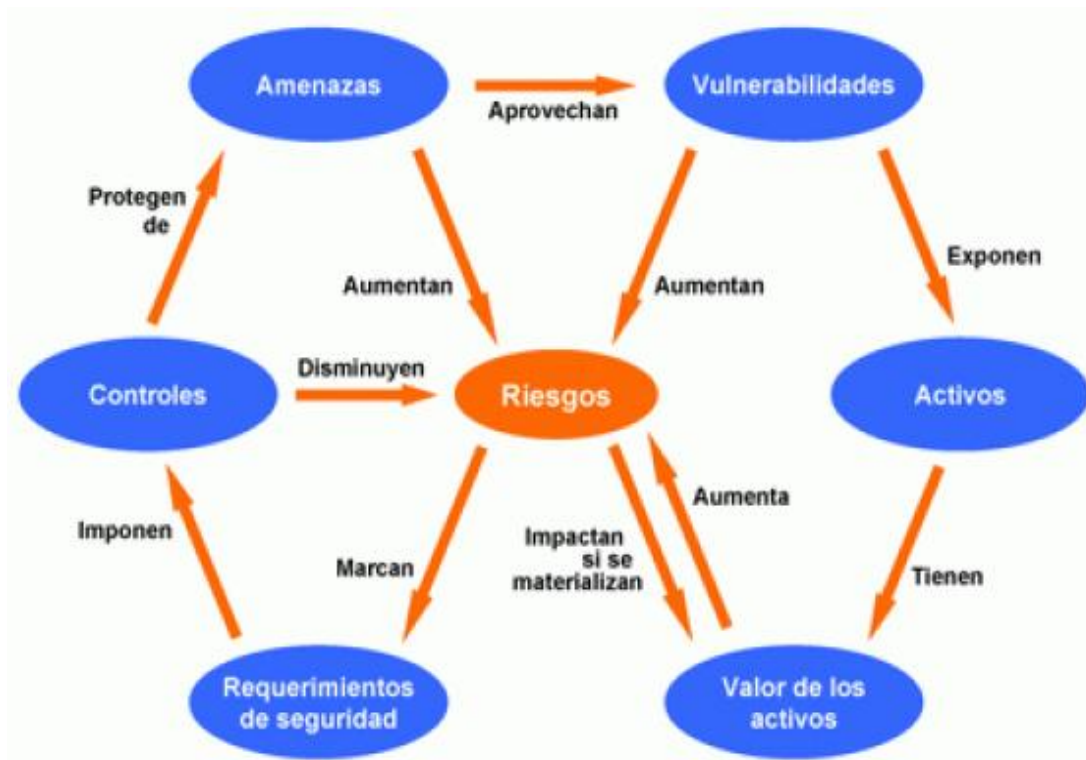 Amenazas
Aprovechan
Vulnerabilidades
Protegen
de
Aumentan
Aumentan
Exponen
Controles
Disminuyen
Riesgos
Activos
Imponen
Marcan
Impactan
si se
materializan
Aumenta
Tienen
Requerimientos
de seguridad
Valor de los
activos